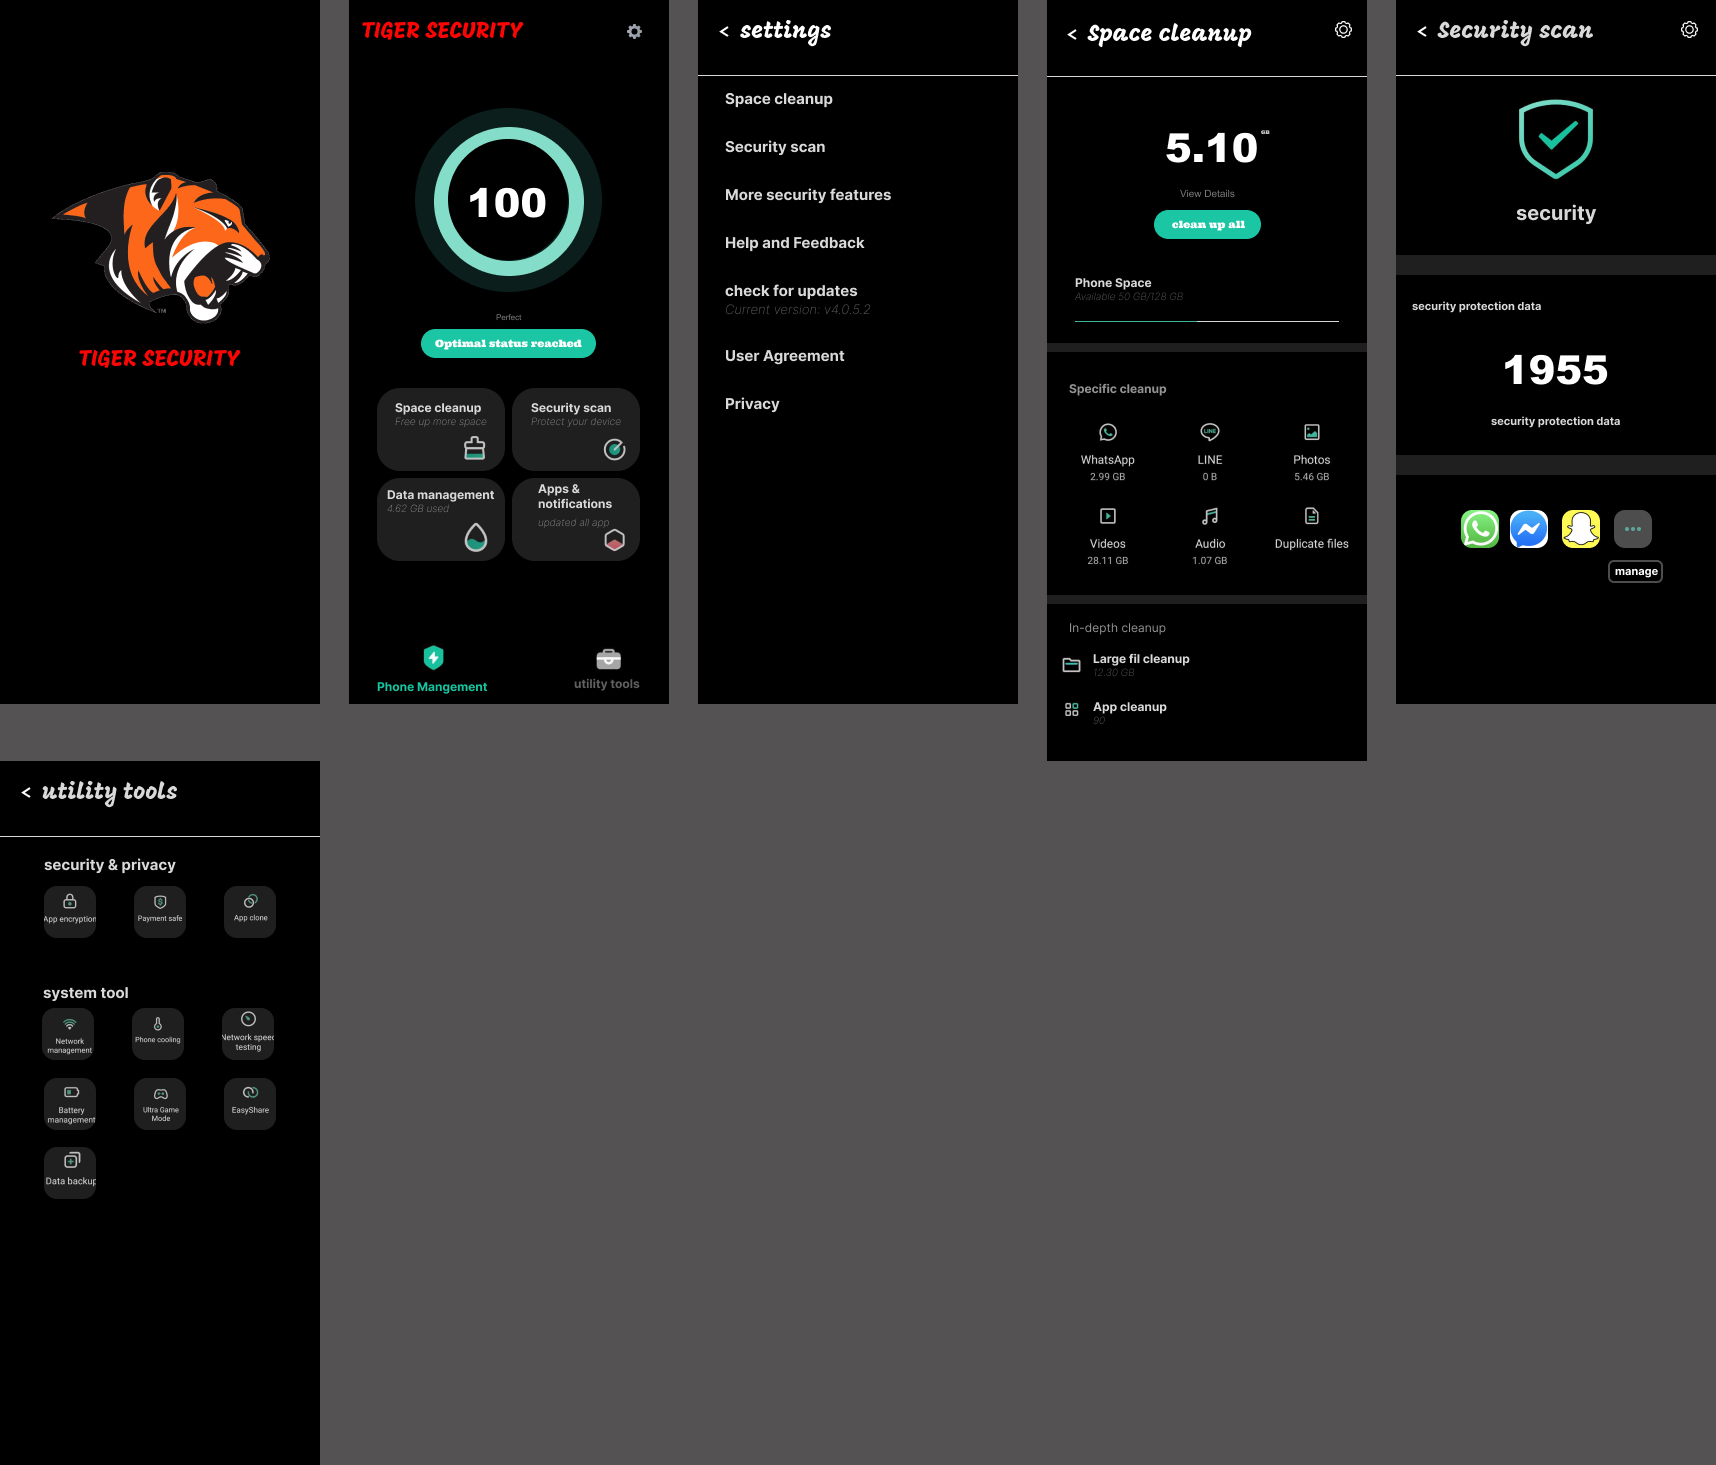 TM
TIGER SECURITY
TIGER SECURITY
100
Perfect
Optimal status reached
Space cleanup
Free up more space
Security scan
Protect your device
Data management
4.62 GB used
Apps &
notifications
updated all app
Phone Mangement
utility tools
< settings
Space cleanup
Security scan
More security features
Help and Feedback
check for updates
Current version: v4.0.5.2
User Agreement
Privacy
< Space cleanup
5.10 GB
View Details
clean up all
Phone Space
Available 50 GB/128 GB
Specific cleanup
WhatsApp
2.99 GB
LINE
LINE
0 B
Photos
5.46 GB
Videos
28.11 GB
Audio
1.07 GB
Duplicate files
In-depth cleanup
Large fil cleanup
12.30 GB
App cleanup
90
< Security scan
security
security protection data
1955
security protection data
manage
< utility tools
security & privacy
App encryption
Payment safe
App clone
system tool
Network
management
Phone cooling
Network speed
testing
Battery
management
Ultra Game
Mode
EasyShare
Data backup